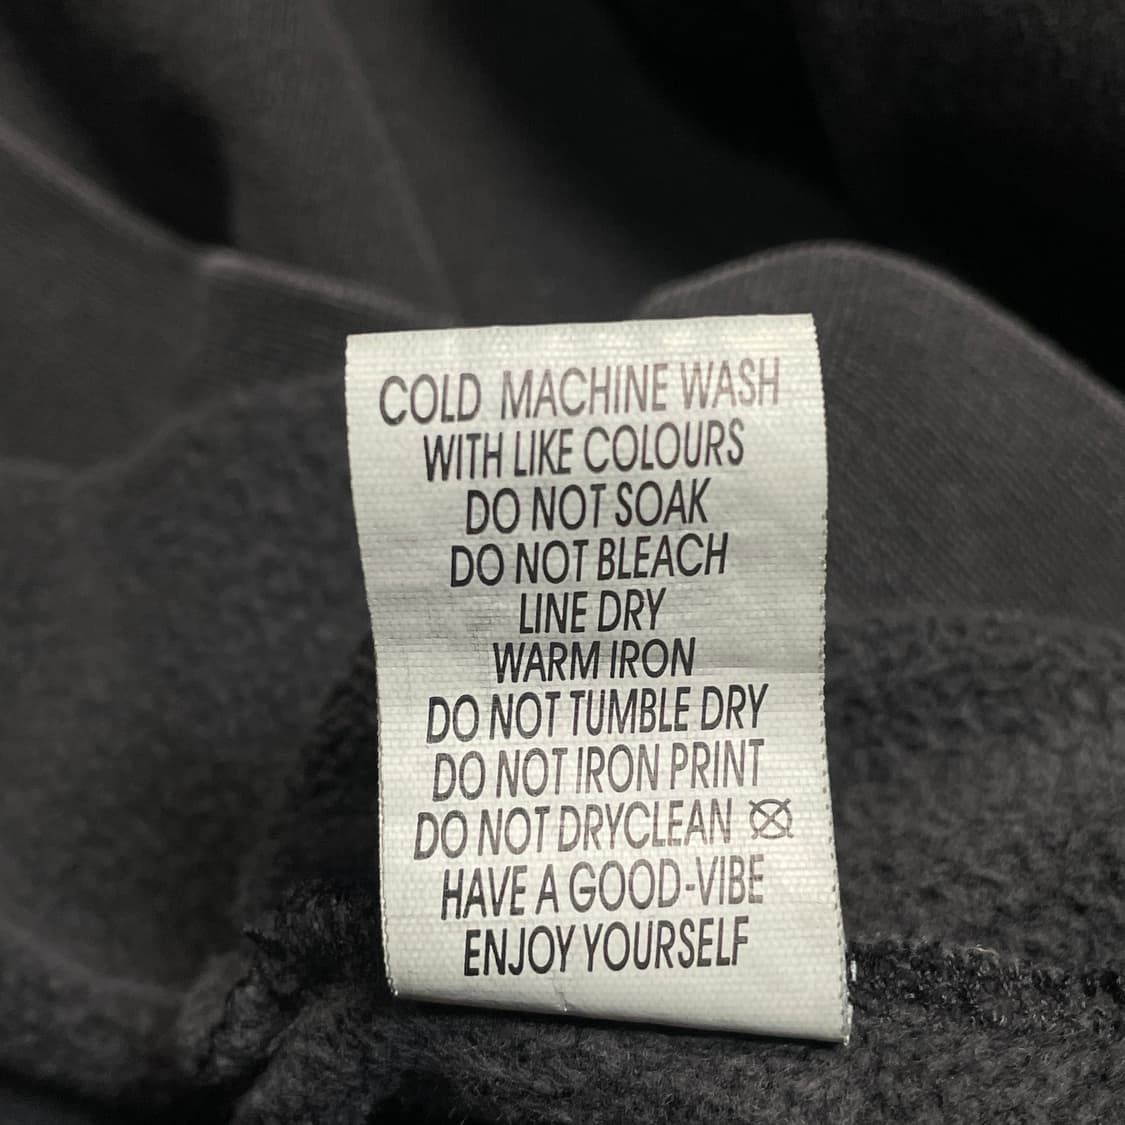 COLD MACHINE WASH
WITH LIKE COLOURS
DO NOT SOAK
DO NOT BLEACH
LINE DRY
WARM IRON
DO NOT TUMBLE DRY
DO NOT IRON PRINT
DO NOT DRYCLEAN
HAVE A GOOD-VIBE
ENJOY YOURSELF